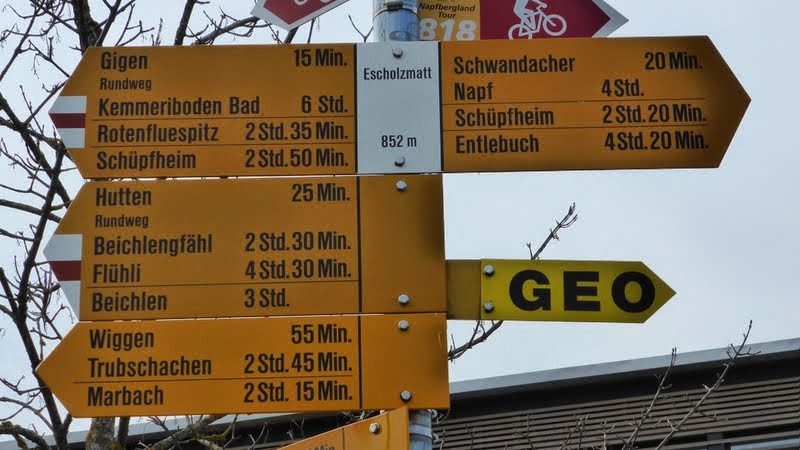 Napfbergland
Tour
818
Gigen 15 Min.
Rundweg
Kemmeriboden Bad 6 Std.
Rotenfluespitz 2 Std. 35 Min.
Schüpfheim 2 Std. 50 Min.
Escholzmatt
852 m
Schwandacher 20 Min.
Napf 4 Std.
Schüpfheim 2 Std. 20 Min.
Entlebuch 4 Std. 20 Min.
Hutten 25 Min.
Rundweg
Beichlengfähl 2 Std. 30 Min.
Flühli 4 Std. 30 Min.
Beichlen 3 Std.
GEO
Wiggen 55 Min.
Trubschachen 2 Std. 45 Min.
Marbach 2 Std. 15 Min.